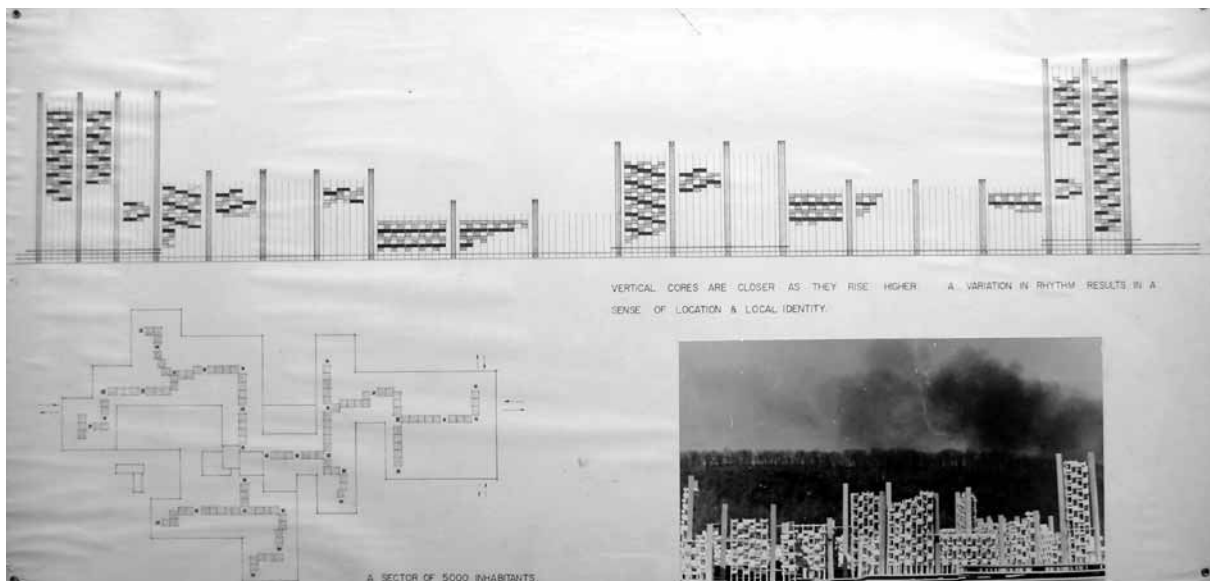 VERTICAL CORES ARE CLOSER AS THEY RISE HIGHER. A VARIATION IN RHYTHM RESULTS IN A
SENSE OF LOCATION & LOCAL IDENTITY.
A SECTOR OF 5000 INHABITANTS